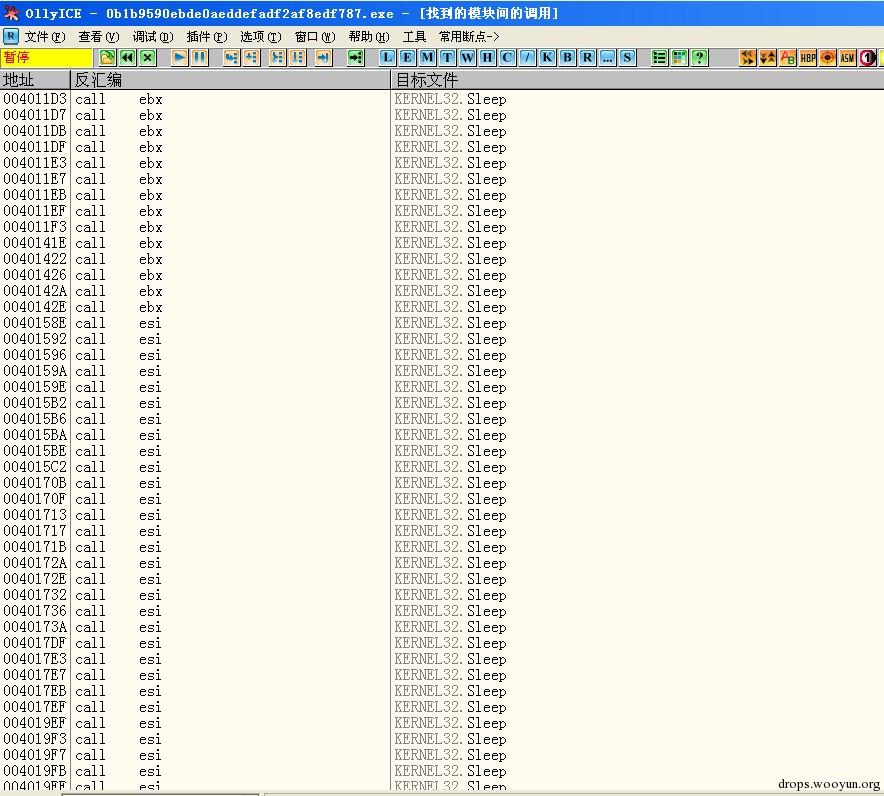 OllyICE - 0b1b9590ebde0aeddefadf2af8edf787.exe - [找到的模块间的调用]
文件(F) 查看(V) 调试(D) 插件(P) 选项(T) 窗口(W) 帮助(H) 工具 常用断点->
暂停 L E M T W H C / K B R ... S ? HBP ASM
地址 反汇编 目标文件
004011D3 call ebx KERNEL32.Sleep
004011D7 call ebx KERNEL32.Sleep
004011DB call ebx KERNEL32.Sleep
004011DF call ebx KERNEL32.Sleep
004011E3 call ebx KERNEL32.Sleep
004011E7 call ebx KERNEL32.Sleep
004011EB call ebx KERNEL32.Sleep
004011EF call ebx KERNEL32.Sleep
004011F3 call ebx KERNEL32.Sleep
0040141E call ebx KERNEL32.Sleep
00401422 call ebx KERNEL32.Sleep
00401426 call ebx KERNEL32.Sleep
0040142A call ebx KERNEL32.Sleep
0040142E call ebx KERNEL32.Sleep
0040158E call esi KERNEL32.Sleep
00401592 call esi KERNEL32.Sleep
00401596 call esi KERNEL32.Sleep
0040159A call esi KERNEL32.Sleep
0040159E call esi KERNEL32.Sleep
004015B2 call esi KERNEL32.Sleep
004015B6 call esi KERNEL32.Sleep
004015BA call esi KERNEL32.Sleep
004015BE call esi KERNEL32.Sleep
004015C2 call esi KERNEL32.Sleep
0040170B call esi KERNEL32.Sleep
0040170F call esi KERNEL32.Sleep
00401713 call esi KERNEL32.Sleep
00401717 call esi KERNEL32.Sleep
0040171B call esi KERNEL32.Sleep
0040172A call esi KERNEL32.Sleep
0040172E call esi KERNEL32.Sleep
00401732 call esi KERNEL32.Sleep
00401736 call esi KERNEL32.Sleep
0040173A call esi KERNEL32.Sleep
004017DF call esi KERNEL32.Sleep
004017E3 call esi KERNEL32.Sleep
004017E7 call esi KERNEL32.Sleep
004017EB call esi KERNEL32.Sleep
004017EF call esi KERNEL32.Sleep
004019EF call esi KERNEL32.Sleep
004019F3 call esi KERNEL32.Sleep
004019F7 call esi KERNEL32.Sleep
004019FB call esi KERNEL32.Sleep
004019FF call esi KERNEL32.Sleep
drops.wooyun.org